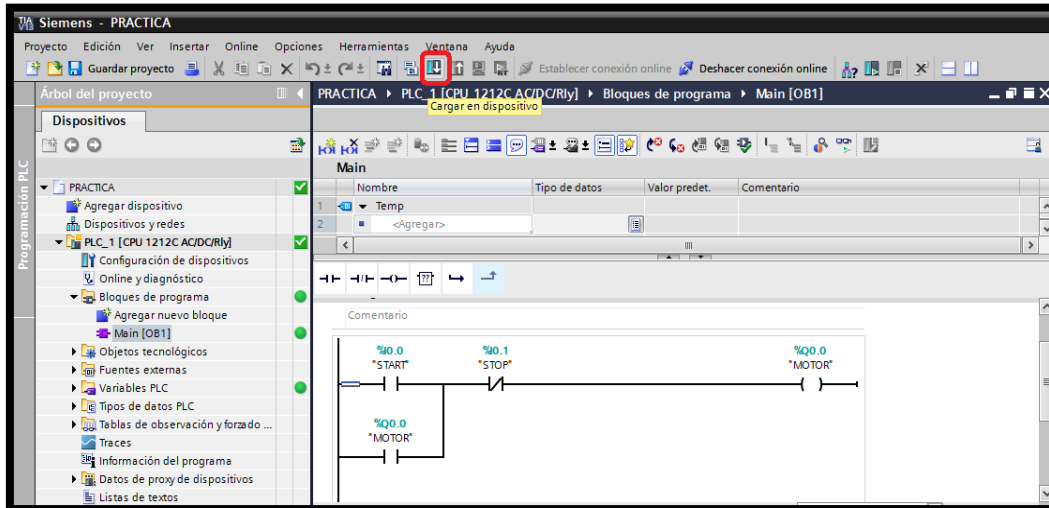 Siemens - PRACTICA
Proyecto Edición Ver Insertar Online Opciones Herramientas Ventana Ayuda
Guardar proyecto Establecer conexión online Deshacer conexión online
Árbol del proyecto
PRACTICA PLC_1 [CPU 1212C AC/DC/Rly] Bloques de programa Main [OB1]
Cargar en dispositivo
Dispositivos
Programación PLC
PRACTICA
Agregar dispositivo
Dispositivos y redes
PLC_1 [CPU 1212C AC/DC/Rly]
Configuración de dispositivos
Online y diagnóstico
Bloques de programa
Agregar nuevo bloque
Main [OB1]
Objetos tecnológicos
Fuentes externas
Variables PLC
Tipos de datos PLC
Tablas de observación y forzado ...
Traces
Información del programa
Datos de proxy de dispositivos
Listas de textos
Main
Nombre Tipo de datos Valor predet. Comentario
1 Temp
2 <Agregar>
??
Comentario
%I0.0 %I0.1 %Q0.0
"START" "STOP" "MOTOR"
%Q0.0
"MOTOR"